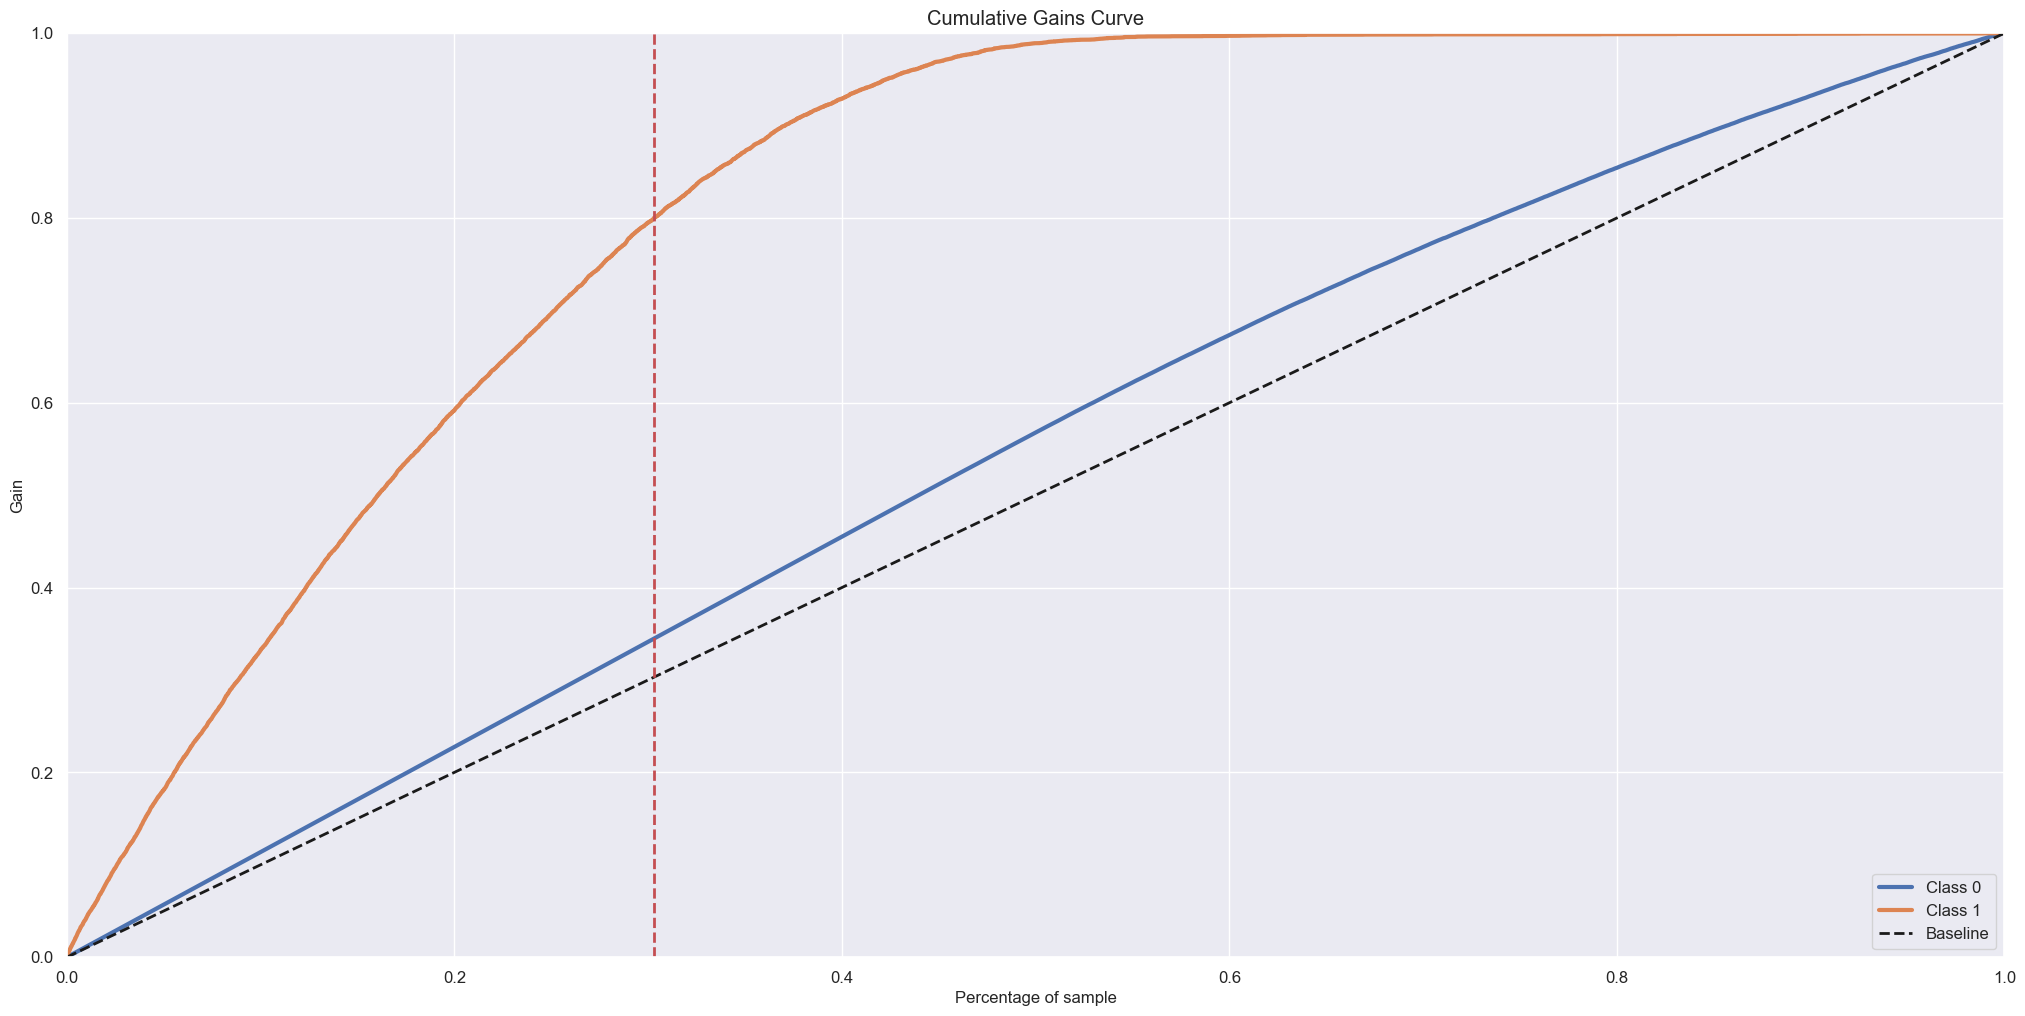 Cumulative Gains Curve
1.0
0.8
0.6
0.4
0.2
0.0
Gain
0.0 0.2 0.4 0.6 0.8 1.0
Percentage of sample
Class 0
Class 1
Baseline